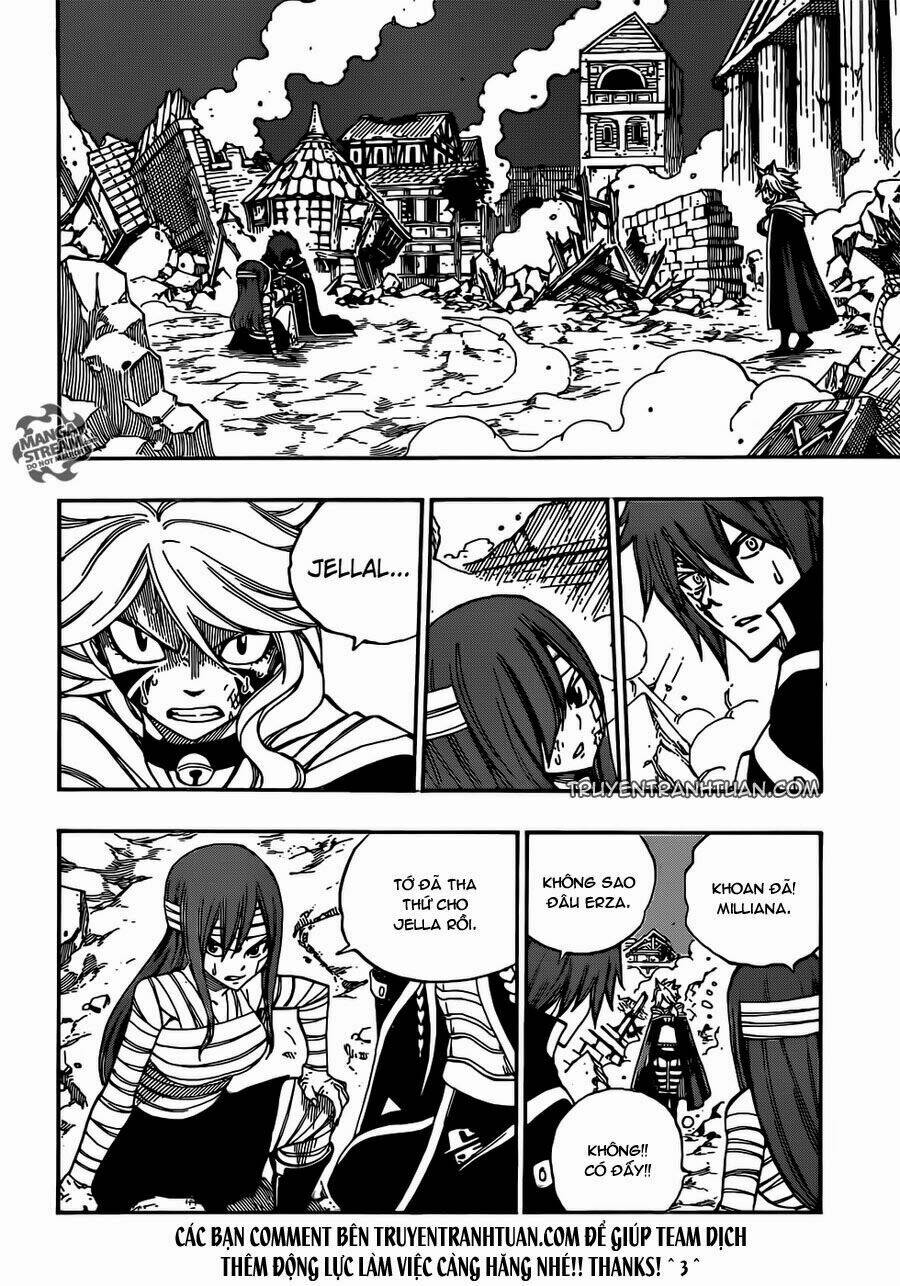 MANGA
STREAM
JELLAL...
TRUYENTRANHTUAN.COM
KHOAN ĐÃ!
MILLIANA.
KHÔNG SAO
ĐÂU ERZA.
KHÔNG!!
CÓ ĐẤY!!
TỚ ĐÃ THA
THỨ CHO
JELLA RỒI.
CÁC BẠN COMMENT BÊN TRUYENTRANHTUAN.COM ĐỂ GIÚP TEAM DỊCH
THÊM ĐỘNG LỰC LÀM VIỆC CÀNG HĂNG NHÉ!! THANKS! ^3^